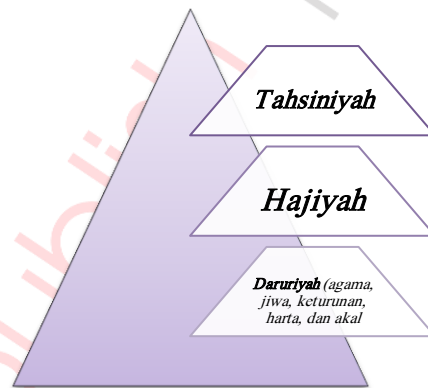 Tahsiniyah
Hajiyah
Daruriyah (agama,
jiwa, keturunan,
harta, dan akal